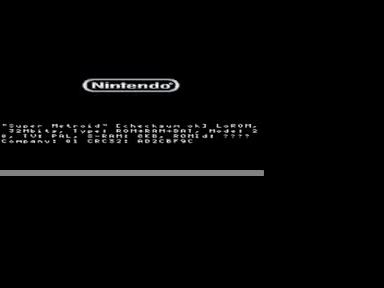 Nintendo®
"Super Metroid" [checksum ok] LoROM,
32Mbits, Type: ROM+RAM+BAT, Mode: 2
0, TV: PAL, S-RAM: 8KB, ROMId: ????
Company: 01 CRC32: AD2CBF9C